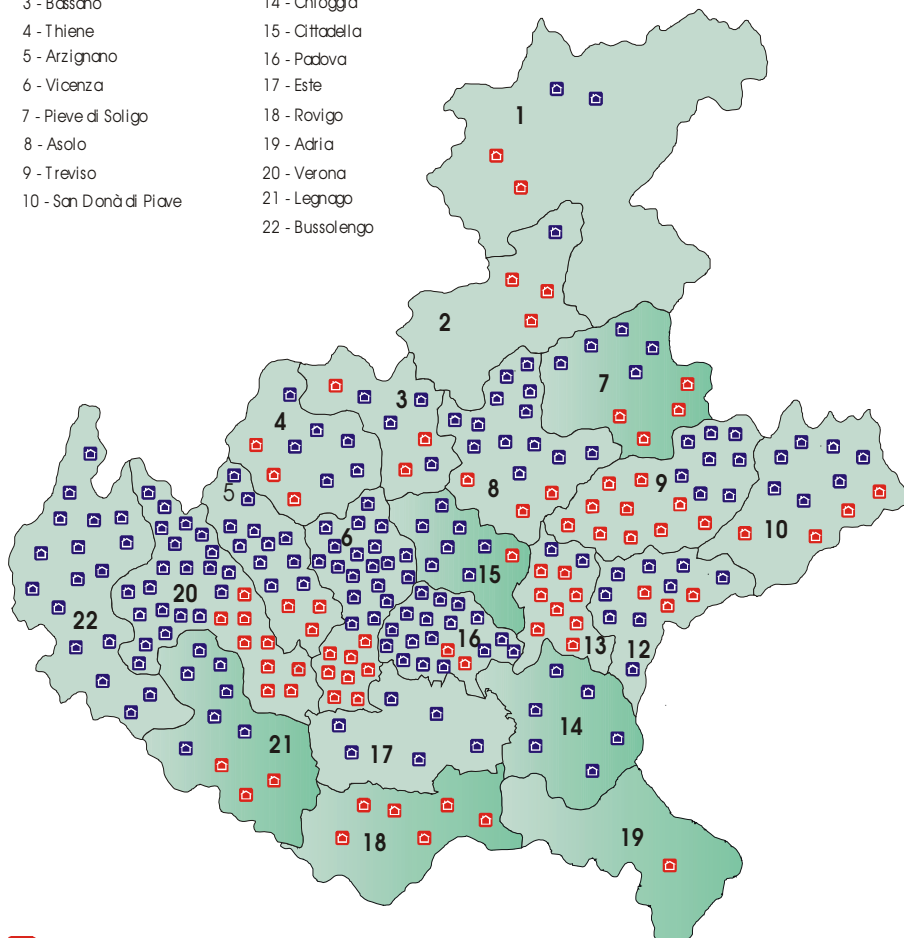 3 - Bassano
4 - Thiene
5 - Arzignano
6 - Vicenza
7 - Pieve di Soligo
8 - Asolo
9 - Treviso
10 - San Donà di Piave
14 - Chioggia
15 - Cittadella
16 - Padova
17 - Este
18 - Rovigo
19 - Adria
20 - Verona
21 - Legnago
22 - Bussolengo
1
2
7
3
4
5
8
9
10
6
15
20
22
16
13
12
14
21
17
18
19